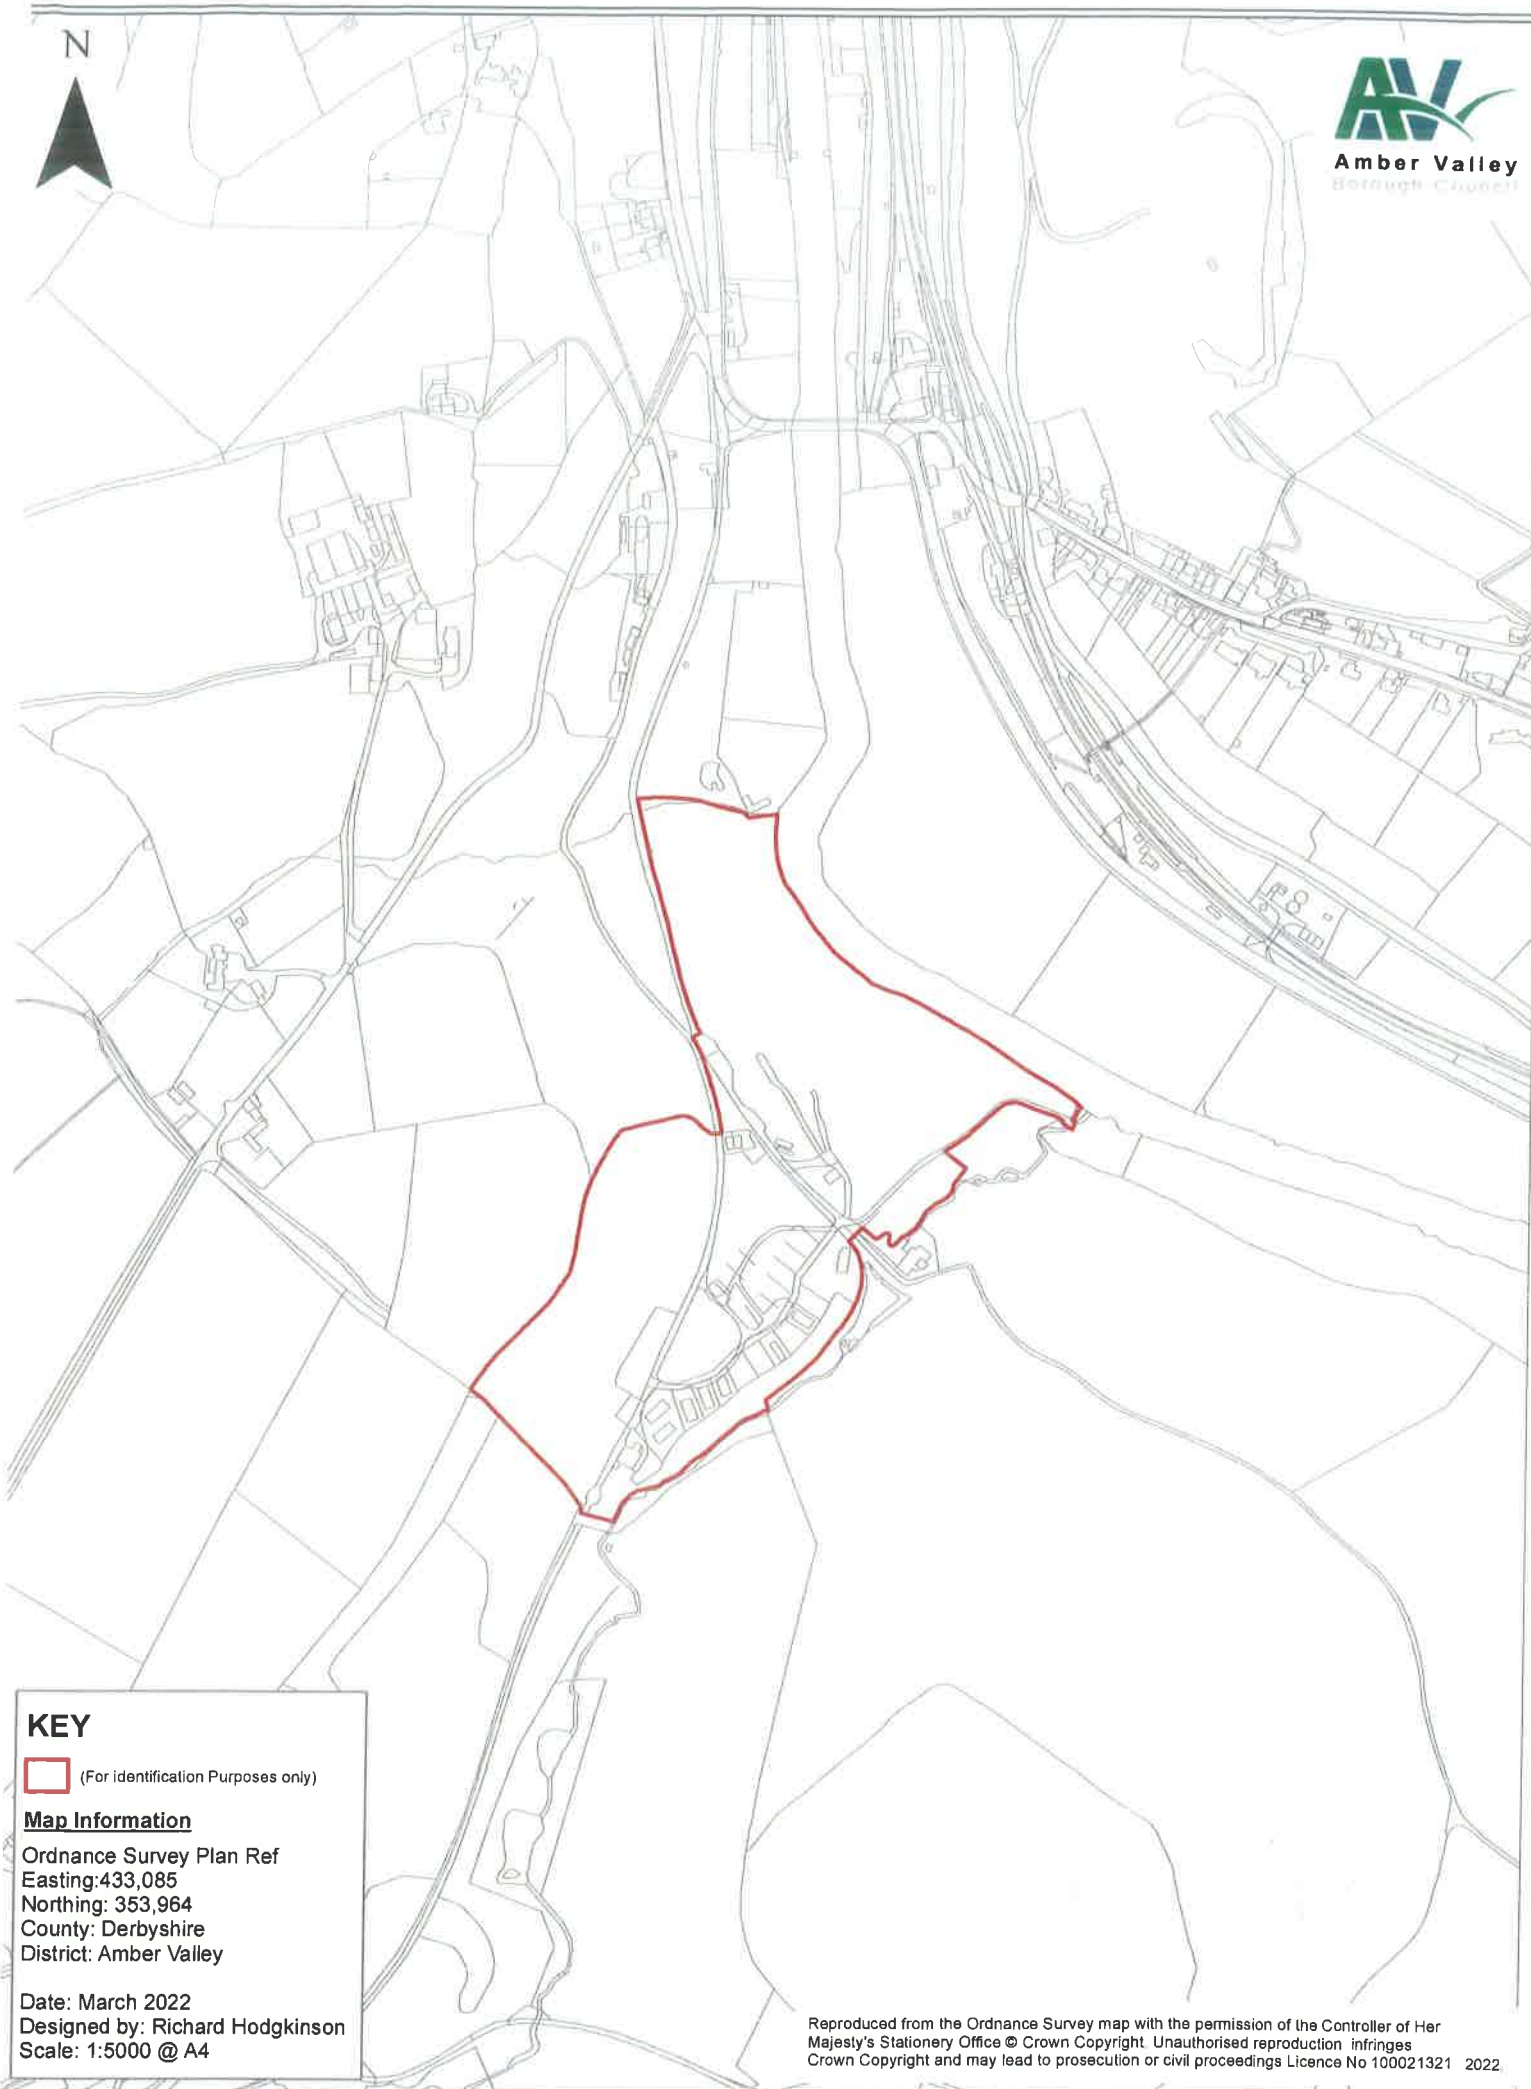 N
Amber Valley
Borough Council
KEY
(For identification Purposes only)
Map Information
Ordnance Survey Plan Ref
Easting:433,085
Northing: 353,964
County: Derbyshire
District: Amber Valley
Date: March 2022
Designed by: Richard Hodgkinson
Scale: 1:5000 @ A4
Reproduced from the Ordnance Survey map with the permission of the Controller of Her
Majesty's Stationery Office © Crown Copyright. Unauthorised reproduction infringes
Crown Copyright and may lead to prosecution or civil proceedings Licence No 100021321 2022.